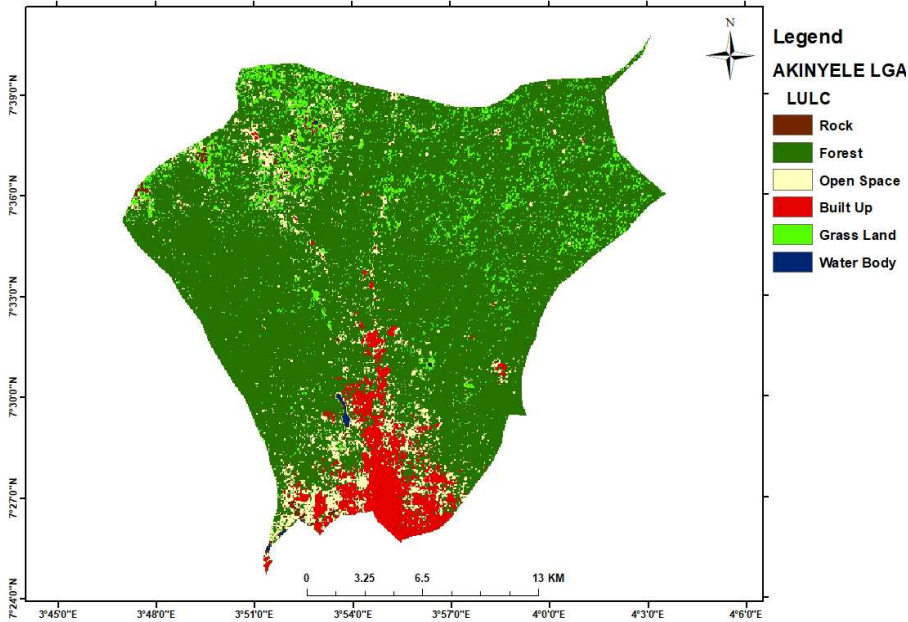 N
Legend
AKINYELE LGA
LULC
Rock
Forest
Open Space
Built Up
Grass Land
Water Body
7°39'0"N
7°36'0"N
7°33'0"N
7°30'0"N
7°27'0"N
7°24'0"N
0 3.25 6.5 13 KM
3°45'0"E 3°48'0"E 3°51'0"E 3°54'0"E 3°57'0"E 4°0'0"E 4°3'0"E 4°6'0"E